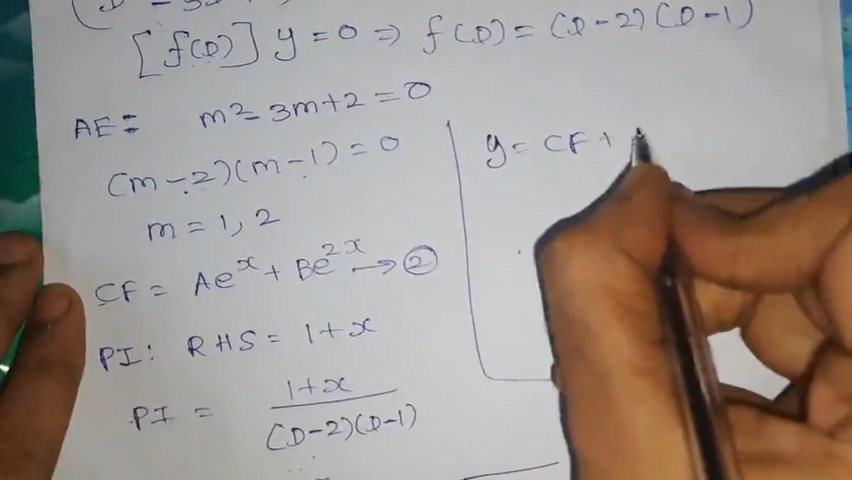 (D - 3D
[f(D)] y = 0 => f(D) = (D-2)(D-1)
AE: m² - 3m + 2 = 0
(m-2)(m-1) = 0
m = 1, 2
CF = Ae^x + Be^2x → ②
PI: RHS = 1+x
PI = 1+x / (D-2)(D-1)
y = CF +